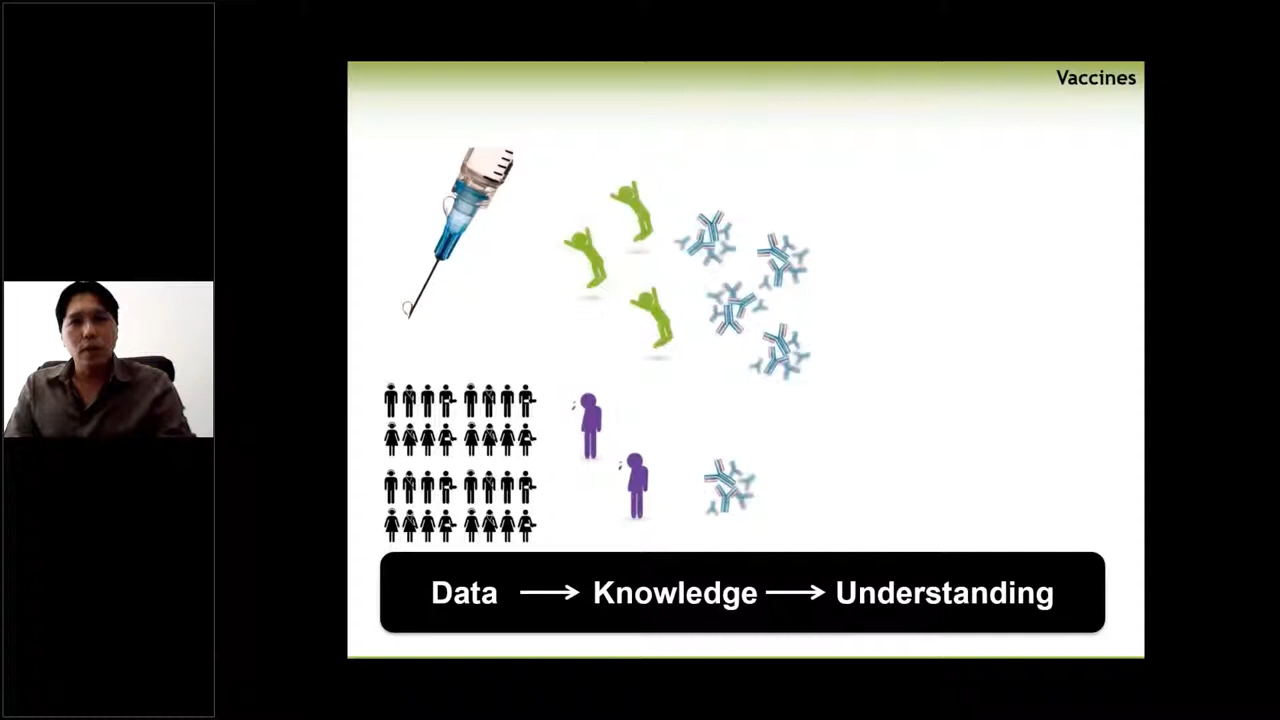 Vaccines
Data → Knowledge → Understanding